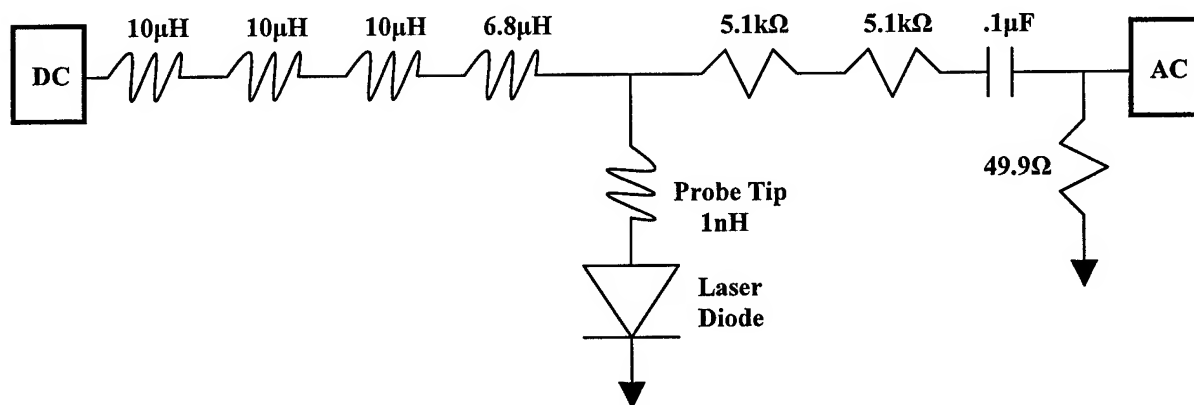 10μH
10μH
10μH
6.8μH
5.1kΩ
5.1kΩ
.1μF
DC
AC
49.9Ω
Probe Tip
1nH
Laser
Diode